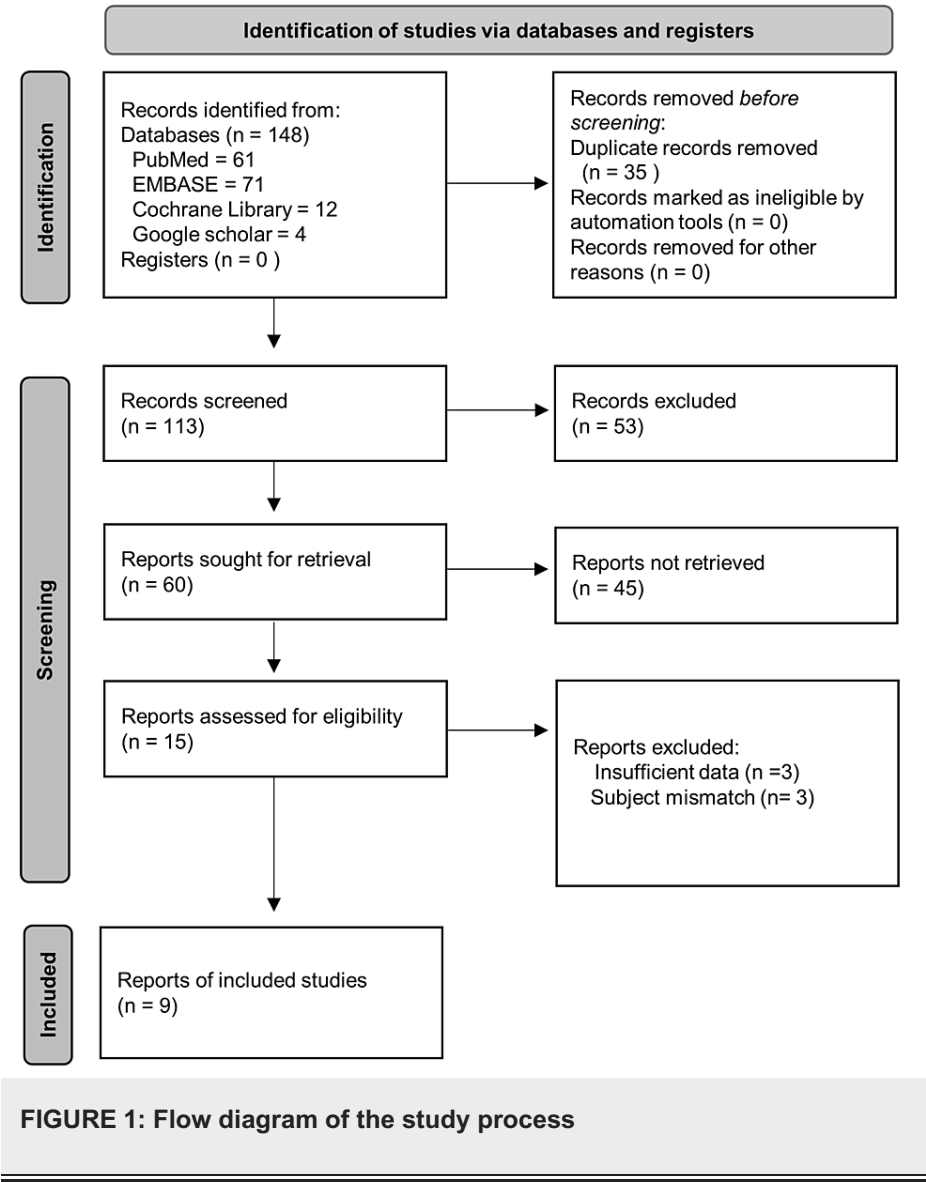 Identification of studies via databases and registers
Identification
Records identified from:
Databases (n = 148)
PubMed = 61
EMBASE = 71
Cochrane Library = 12
Google scholar = 4
Registers (n = 0 )
Records removed before
screening:
Duplicate records removed
(n = 35 )
Records marked as ineligible by
automation tools (n = 0)
Records removed for other
reasons (n = 0)
Screening
Records screened
(n = 113)
Records excluded
(n = 53)
Reports sought for retrieval
(n = 60)
Reports not retrieved
(n = 45)
Reports assessed for eligibility
(n = 15)
Reports excluded:
Insufficient data (n =3)
Subject mismatch (n= 3)
Included
Reports of included studies
(n = 9)
FIGURE 1: Flow diagram of the study process